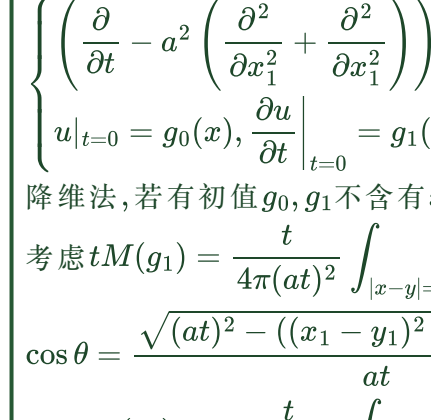 {((∂/∂t − a² (∂²/∂x₁² + ∂²/∂x₁²))
u|ₜ₌₀ = g₀(x), ∂u/∂t|ₜ₌₀ = g₁(
降维法,若有初值g₀,g₁不含有
考虑tM(g₁) = t/4π(at)² ∫|x−y|=
cos θ = √(at)² − ((x₁ − y₁)²/at
t ∫